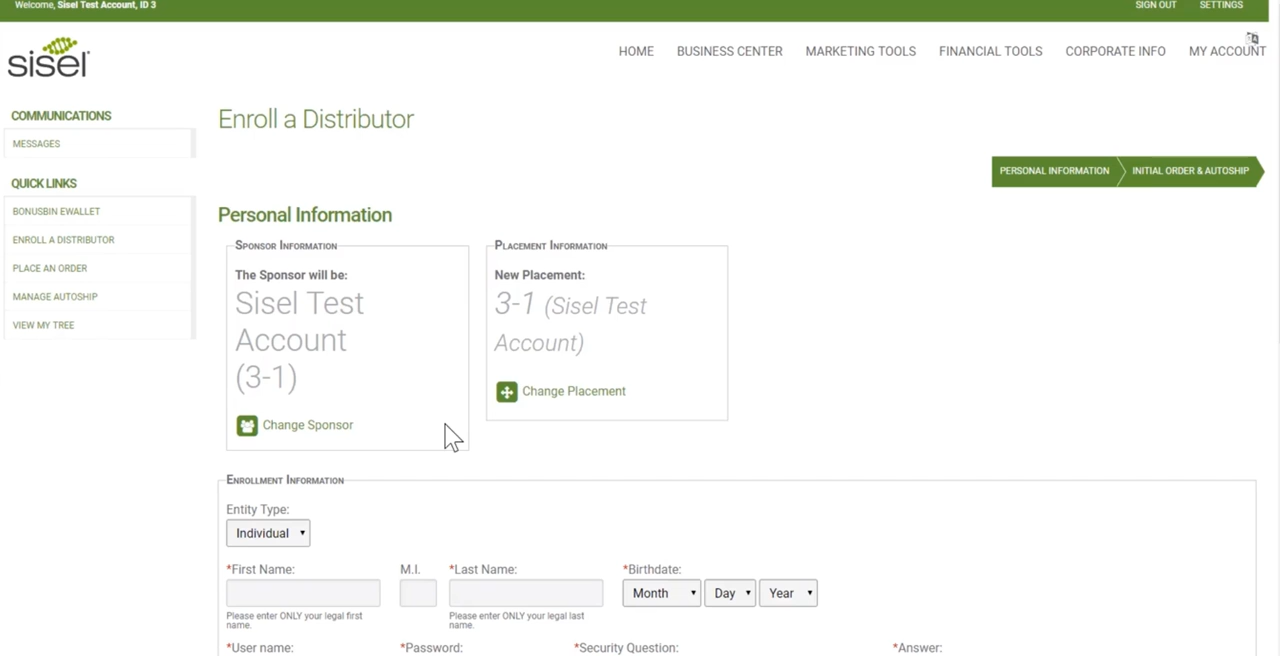 Welcome, Sisel Test Account, ID 3
SIGN OUT
SETTINGS
sisel
HOME
BUSINESS CENTER
MARKETING TOOLS
FINANCIAL TOOLS
CORPORATE INFO
MY ACCOUNT
COMMUNICATIONS
MESSAGES
QUICK LINKS
BONUSBIN EWALLET
ENROLL A DISTRIBUTOR
PLACE AN ORDER
MANAGE AUTOSHIP
VIEW MY TREE
Enroll a Distributor
PERSONAL INFORMATION
INITIAL ORDER & AUTOSHIP
Personal Information
Sponsor Information
The Sponsor will be:
Sisel Test
Account
(3-1)
Change Sponsor
Placement Information
New Placement:
3-1 (Sisel Test
Account)
Change Placement
Enrollment Information
Entity Type:
Individual
*First Name:
M.I.
*Last Name:
*Birthdate:
Month
Day
Year
Please enter ONLY your legal first
name.
Please enter ONLY your legal last
name.
*User name:
*Password:
*Security Question:
*Answer: